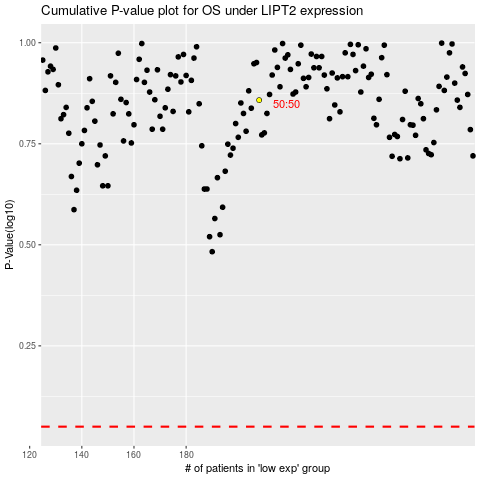 Cumulative P-value plot for OS under LIPT2 expression
P-Value(log10)
1.00
0.75
0.50
0.25
50:50
120 140 160 180
# of patients in 'low exp' group